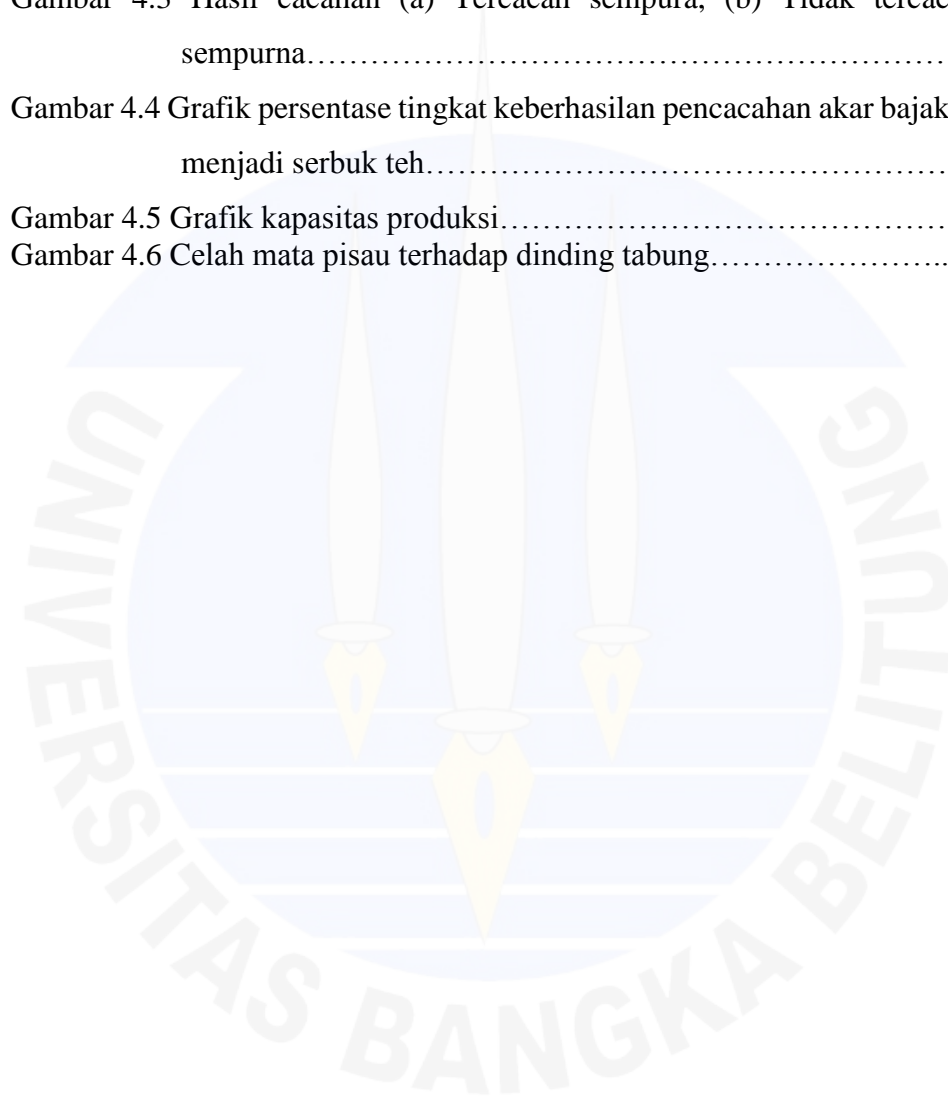 Gambar 4.3 Hasil cacahan (a) Tercacah sempura, (b) Tidak tercac
sempurna……………………………………………………
Gambar 4.4 Grafik persentase tingkat keberhasilan pencacahan akar bajak
menjadi serbuk teh…………………………………………
Gambar 4.5 Grafik kapasitas produksi……………………………………
Gambar 4.6 Celah mata pisau terhadap dinding tabung…………………..
UNIVERSITAS BANGKA BELITUNG